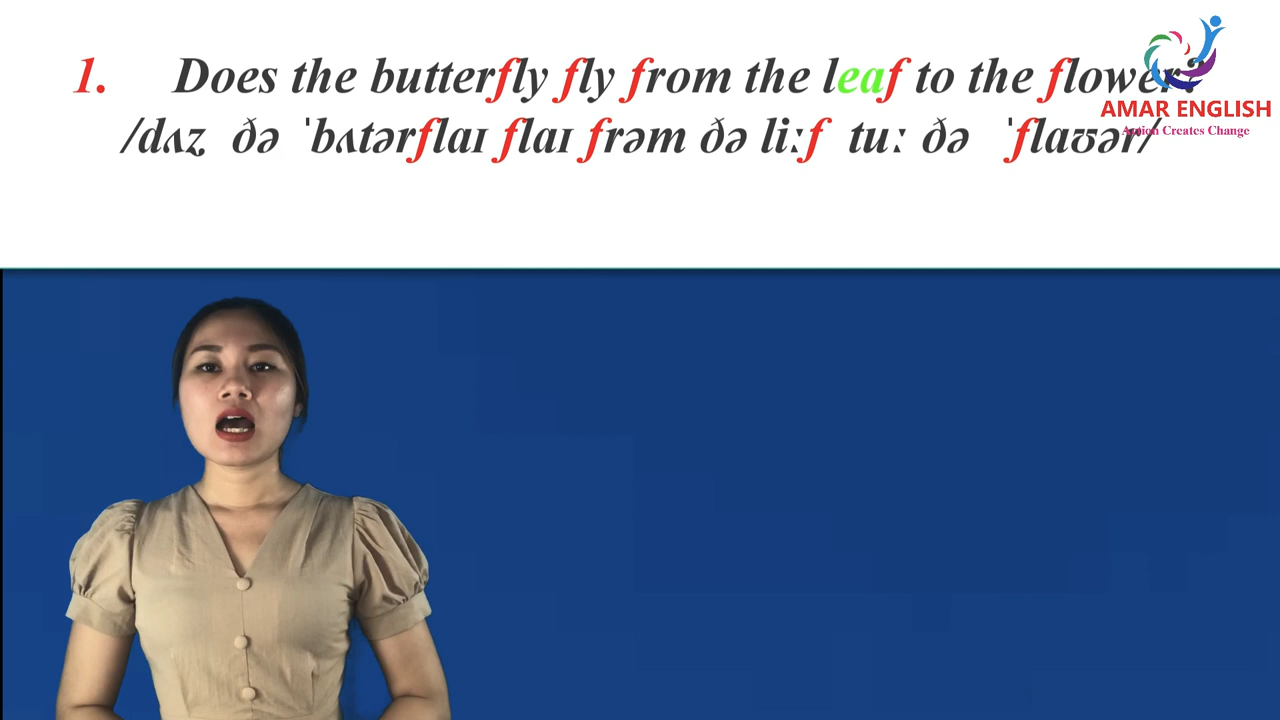 1. Does the butterfly fly from the leaf to the flower?
/dʌz ðə ˈbʌtərflaɪ flaɪ frəm ðə liːf tuː ðə ˈflaʊər/
AMAR ENGLISH
Action Creates Change